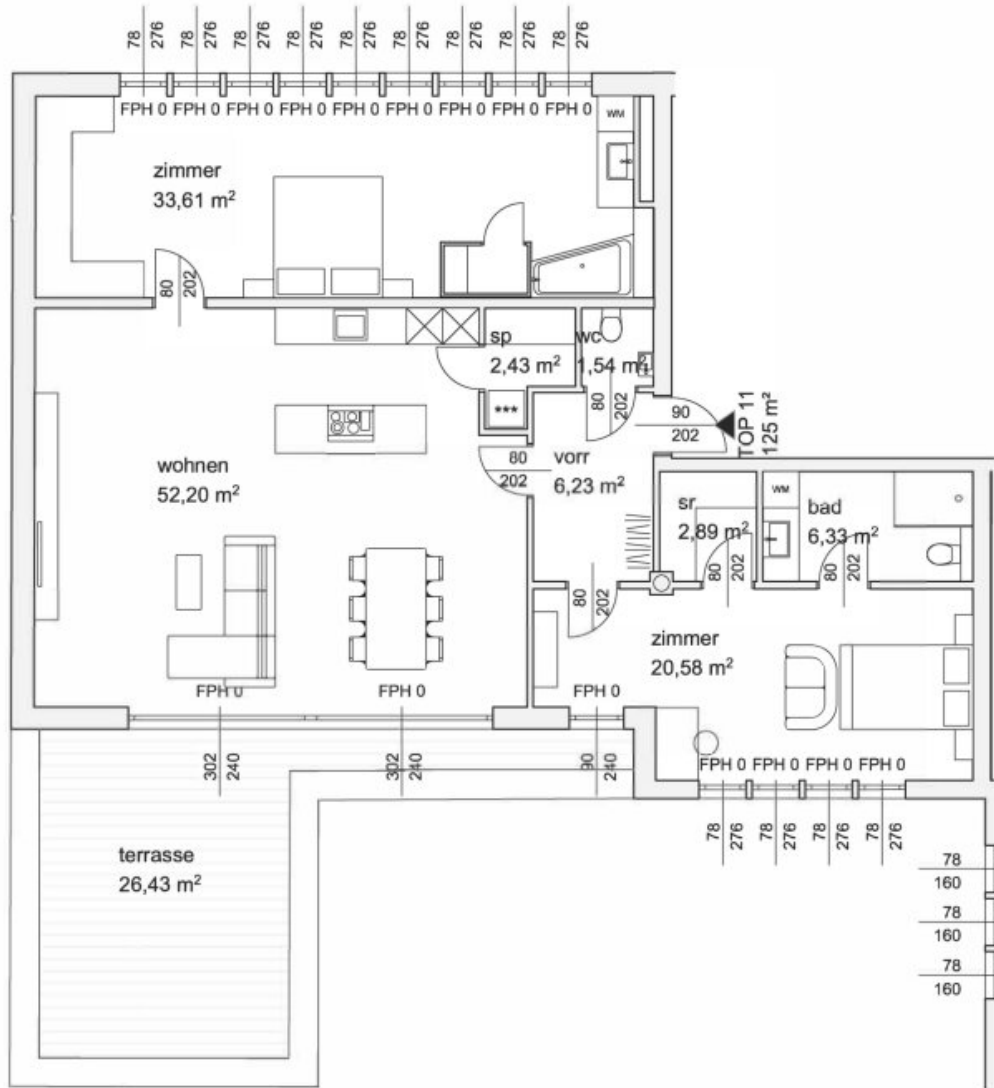 78 276 78 276 78 276 78 276 78 276 78 276 78 276 78 276 78 276
FPH 0 FPH 0 FPH 0 FPH 0 FPH 0 FPH 0 FPH 0 FPH 0 FPH 0
WM
zimmer
33,61 m²
80
202
sp
2,43 m²
***
wc
1,54 m²
80
202
90
202
TOP 11
125 m²
wohnen
52,20 m²
80
202
vorr
6,23 m²
sr
2,89 m²
80
202
WM
bad
6,33 m²
80
202
80
202
zimmer
20,58 m²
FPH 0 FPH 0 FPH 0
302 240 302 240 90 240
FPH 0 FPH 0 FPH 0 FPH 0
78 276 78 276 78 276 78 276
terrasse
26,43 m²
78
160
78
160
78
160